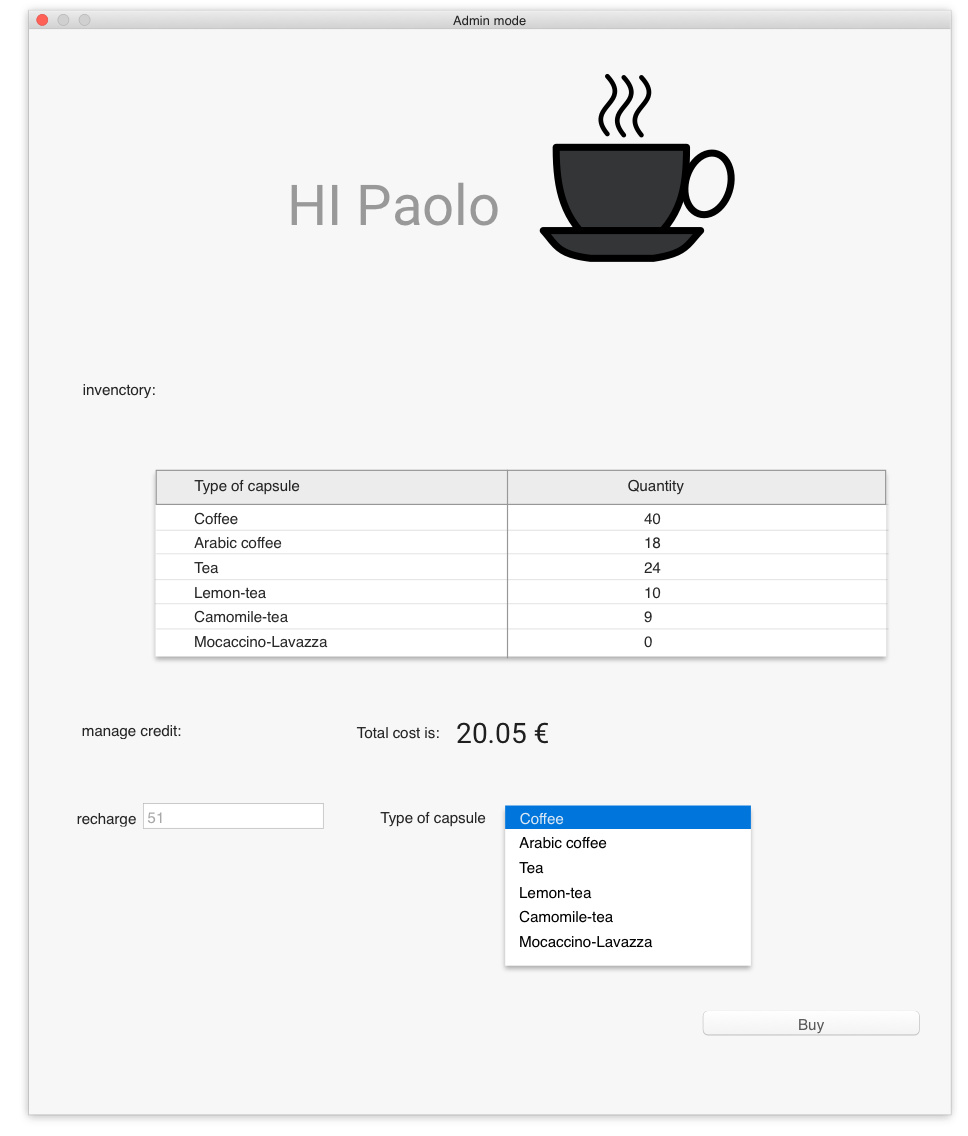 Admin mode
HI Paolo
invenctory:
Type of capsule Quantity
Coffee 40
Arabic coffee 18
Tea 24
Lemon-tea 10
Camomile-tea 9
Mocaccino-Lavazza 0
manage credit: Total cost is: 20.05 €
recharge 51 Type of capsule Coffee
Arabic coffee
Tea
Lemon-tea
Camomile-tea
Mocaccino-Lavazza
Buy